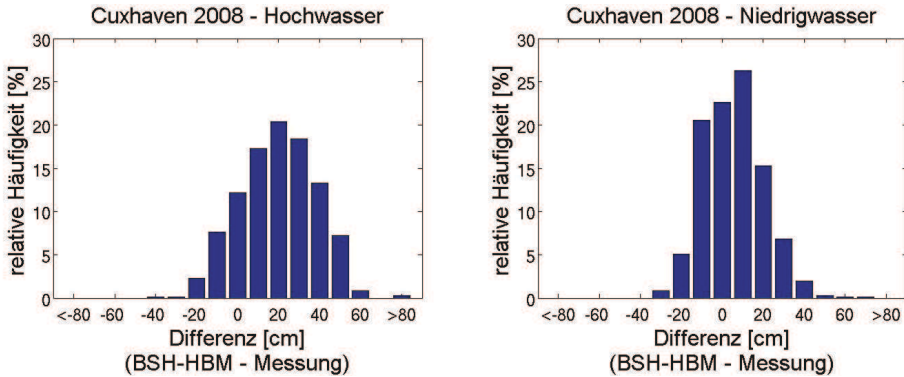 Cuxhaven 2008 - Hochwasser
relative Häufigkeit [%]
30
25
20
15
10
5
0
<-80 -60 -40 -20 0 20 40 60 >80
Differenz [cm]
(BSH-HBM - Messung)
Cuxhaven 2008 - Niedrigwasser
relative Häufigkeit [%]
30
25
20
15
10
5
0
<-80 -60 -40 -20 0 20 40 60 >80
Differenz [cm]
(BSH-HBM - Messung)